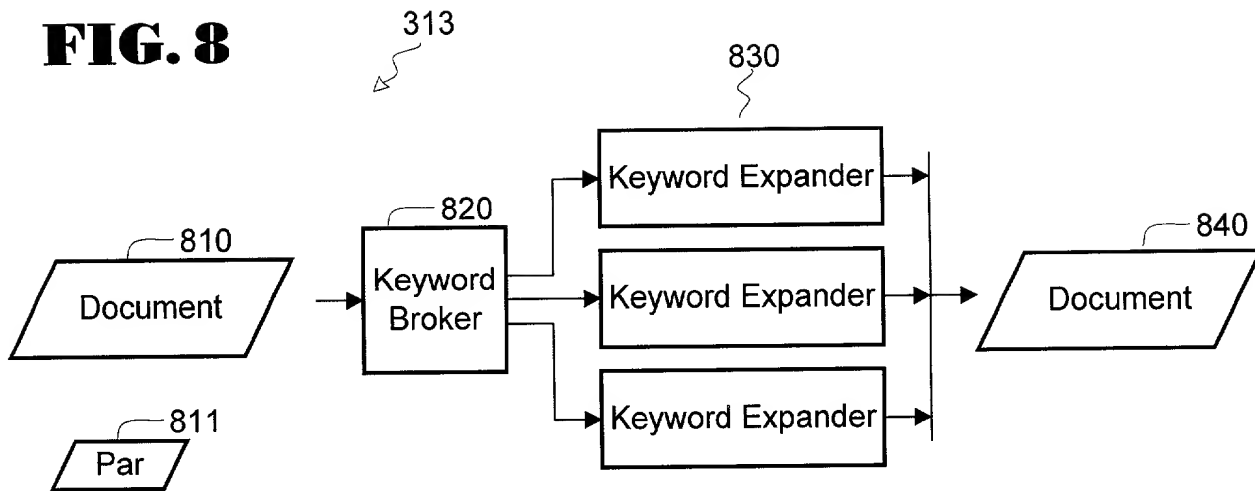 FIG. 8
313
830
Keyword Expander
820
840
810
Keyword
Broker
Document
Keyword Expander
Document
811
Keyword Expander
Par